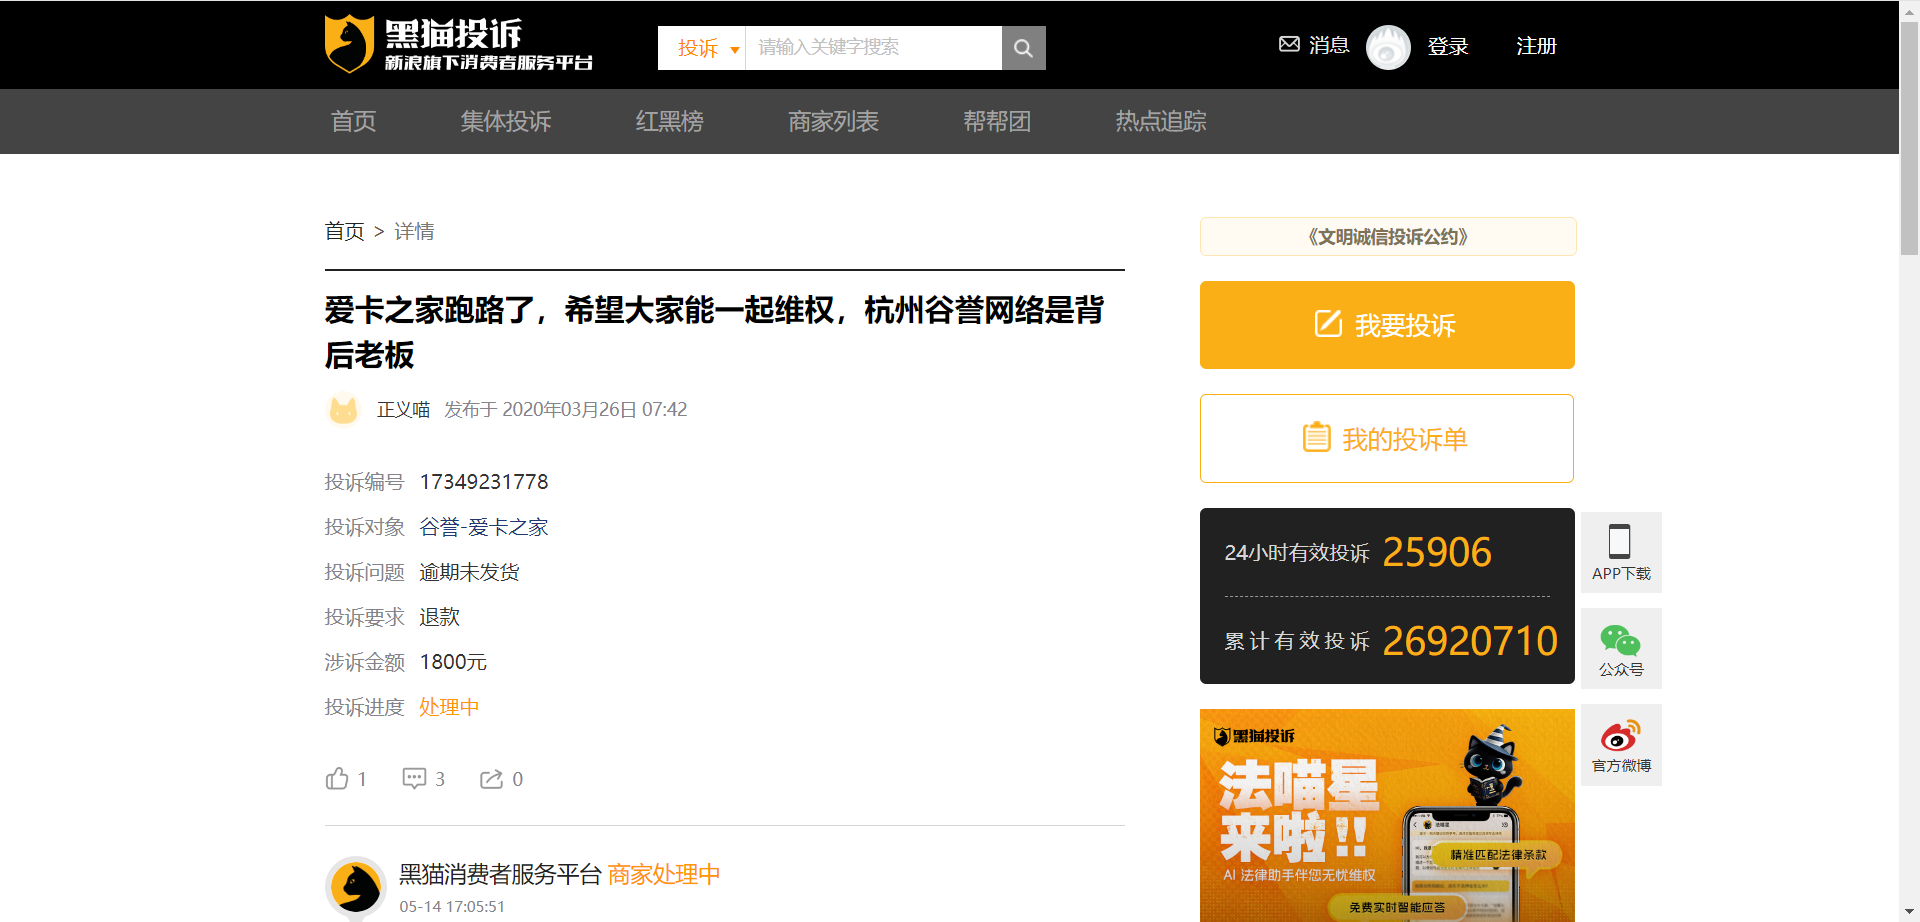 黑猫投诉
新浪旗下消费者服务平台
投诉
请输入关键字搜索
消息
登录
注册
首页
集体投诉
红黑榜
商家列表
帮帮团
热点追踪
首页 > 详情
爱卡之家跑路了，希望大家能一起维权，杭州谷誉网络是背
后老板
正义喵 发布于 2020年03月26日 07:42
投诉编号 17349231778
投诉对象 谷誉-爱卡之家
投诉问题 逾期未发货
投诉要求 退款
涉诉金额 1800元
投诉进度 处理中
1
3
0
黑猫消费者服务平台 商家处理中
05-14 17:05:51
《文明诚信投诉公约》
我要投诉
我的投诉单
24小时有效投诉 25906
累计有效投诉 26920710
黑猫投诉
法喵星
来啦!!
AI 法律助手伴您无忧维权
法喵星
精准匹配法律条款
免费实时智能应答
APP下载
公众号
官方微博